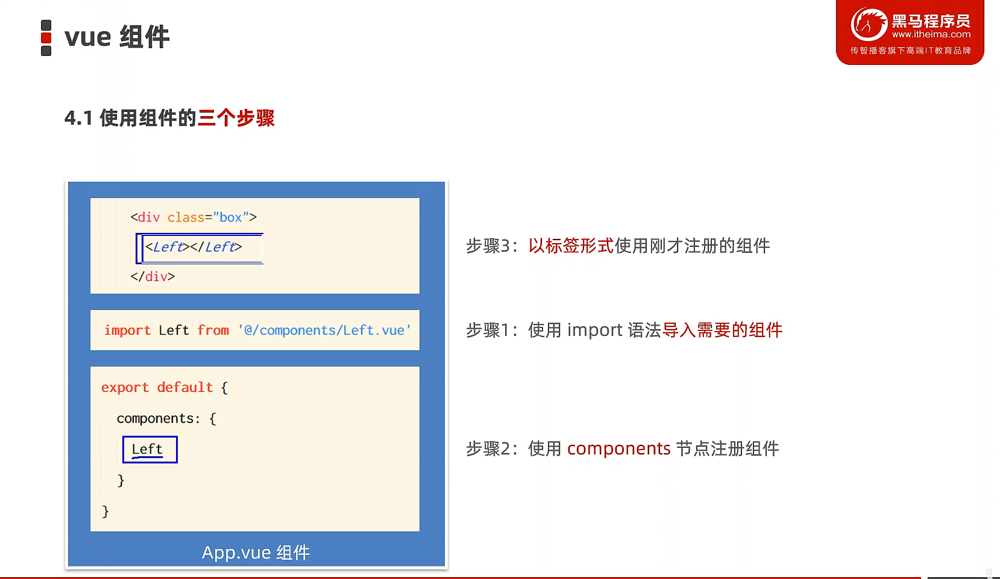 vue 组件
黑马程序员
www.itheima.com
传智播客旗下高端IT教育品牌
4.1 使用组件的三个步骤
<div class="box">
<Left></Left>
</div>
步骤3：以标签形式使用刚才注册的组件
import Left from '@/components/Left.vue'
步骤1：使用 import 语法导入需要的组件
export default {
components: {
Left
}
}
步骤2：使用 components 节点注册组件
App.vue 组件